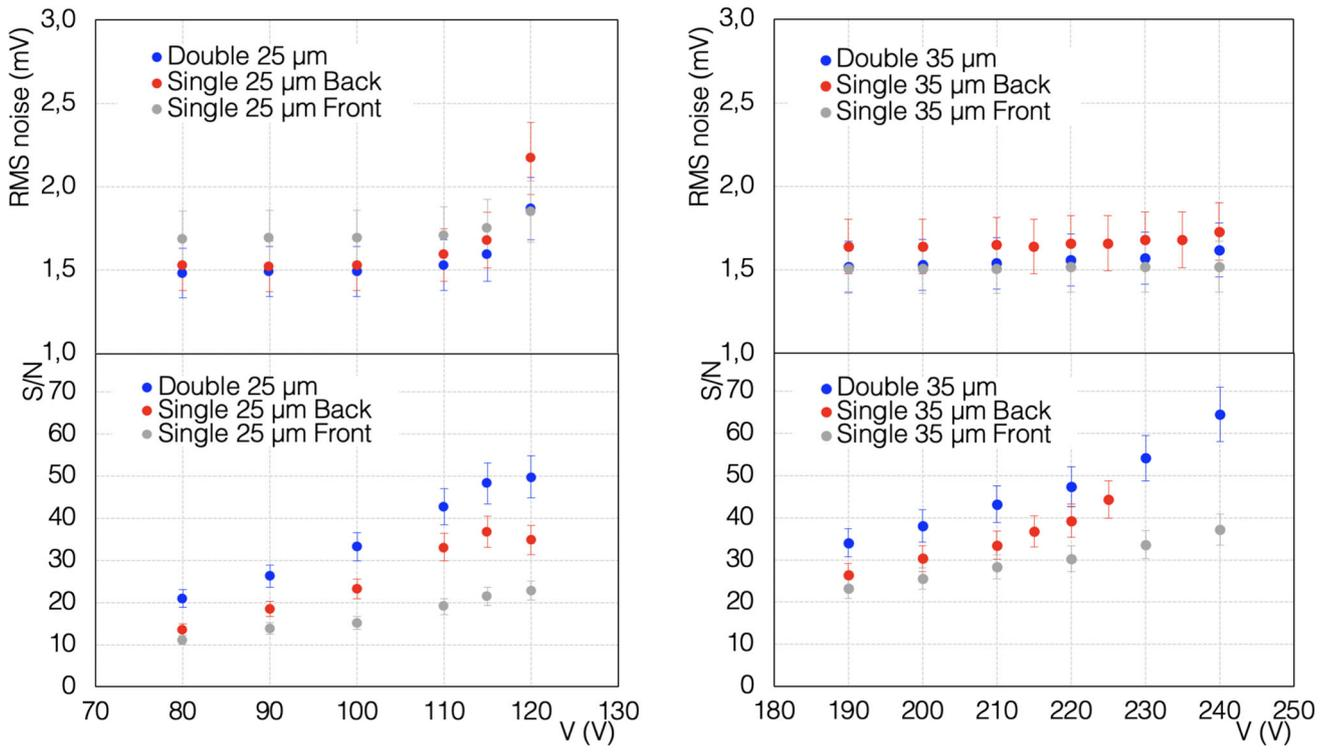 RMS noise (mV)
3,0
2,5
2,0
1,5
1,0
Double 25 µm
Single 25 µm Back
Single 25 µm Front
S/N
70
60
50
40
30
20
10
0
Double 25 µm
Single 25 µm Back
Single 25 µm Front
70 80 90 100 110 120 130
V (V)
RMS noise (mV)
3,0
2,5
2,0
1,5
1,0
Double 35 µm
Single 35 µm Back
Single 35 µm Front
S/N
70
60
50
40
30
20
10
0
Double 35 µm
Single 35 µm Back
Single 35 µm Front
180 190 200 210 220 230 240 250
V (V)